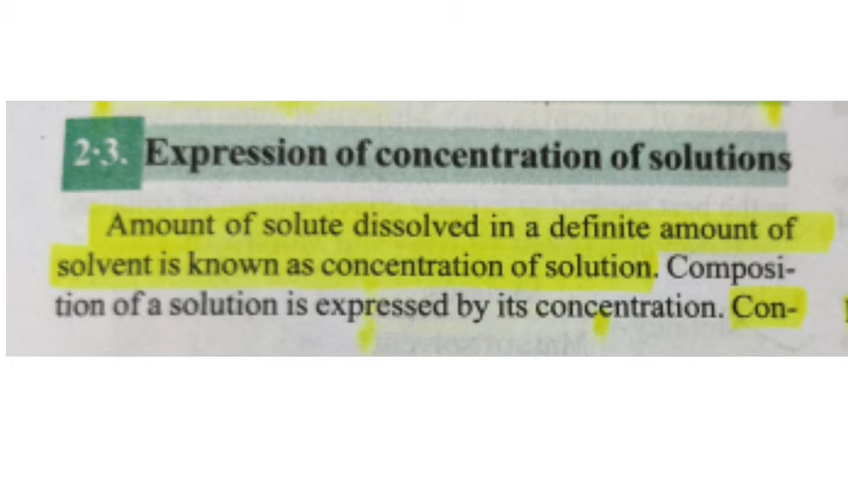 2·3. Expression of concentration of solutions
Amount of solute dissolved in a definite amount of
solvent is known as concentration of solution. Composi-
tion of a solution is expressed by its concentration. Con-